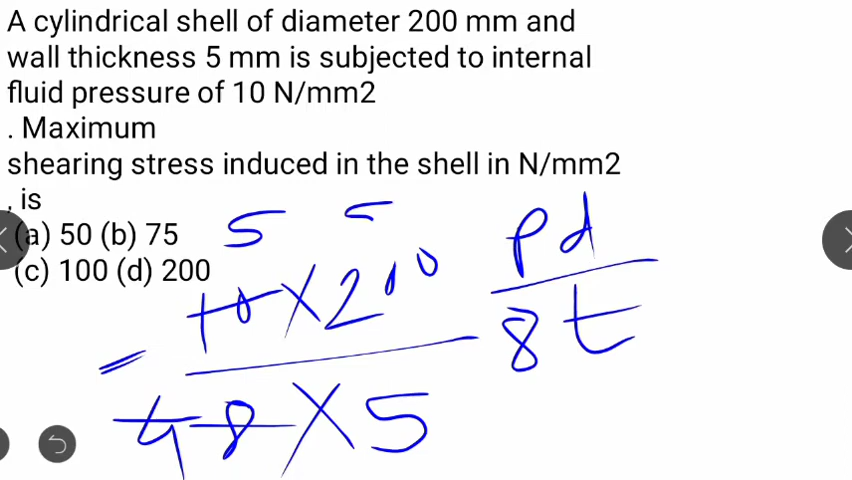 A cylindrical shell of diameter 200 mm and
wall thickness 5 mm is subjected to internal
fluid pressure of 10 N/mm2
. Maximum
shearing stress induced in the shell in N/mm2
, is
(a) 50 (b) 75
(c) 100 (d) 200
5 5
= 10 × 200 / 4 8 × 5
pd / 8t